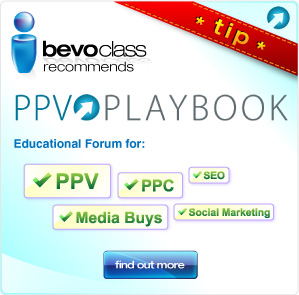 * tip *
bevoclass
recommends
PPV PLAYBOOK
Educational Forum for:
PPV
PPC
SEO
Media Buys
Social Marketing
find out more